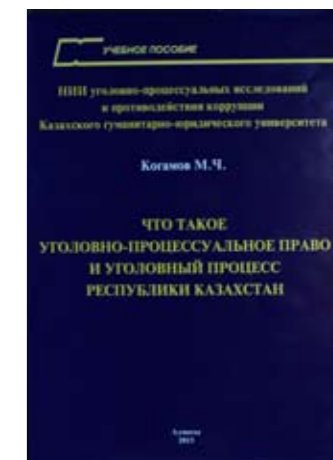 УЧЕБНОЕ ПОСОБИЕ
НИИ уголовно-процессуальных исследований
и противодействия коррупции
Казахского гуманитарно-юридического университета
Когамов М.Ч.
ЧТО ТАКОЕ
УГОЛОВНО-ПРОЦЕССУАЛЬНОЕ ПРАВО
И УГОЛОВНЫЙ ПРОЦЕСС
РЕСПУБЛИКИ КАЗАХСТАН